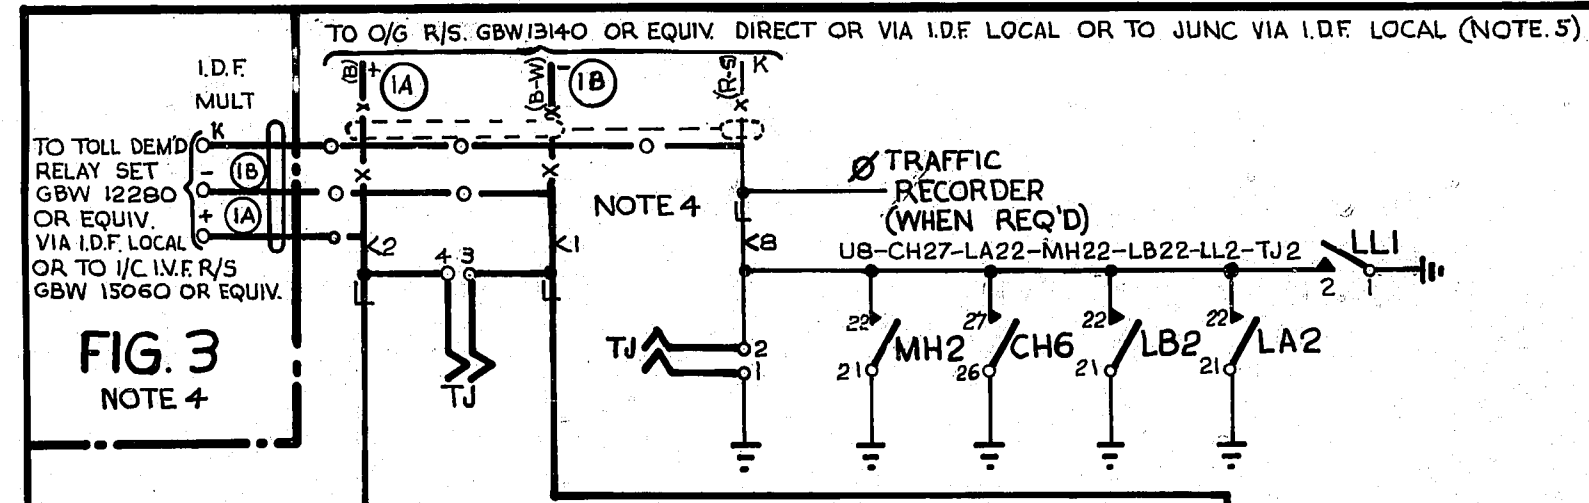 TO O/G R/S. GBW13140 OR EQUIV. DIRECT OR VIA I.D.F. LOCAL OR TO JUNC VIA I.D.F. LOCAL (NOTE. 5)
I.D.F.
MULT
(B) + 1A
(B-W) - 1B
(R-S) K
TO TOLL DEM'D
RELAY SET
GBW 12280
OR EQUIV.
VIA I.D.F. LOCAL
OR TO I/C I.V.F. R/S
GBW 15060 OR EQUIV.
K
- 1B
+ 1A
FIG. 3
NOTE 4
NOTE 4
Ø TRAFFIC
RECORDER
(WHEN REQ'D)
U8-CH27-LA22-MH22-LB22-LL2-TJ2
LL1
2 1
2
1
8
4 3
TJ
TJ
2
1
22 MH2 21
27 CH6 26
22 LB2 21
22 LA2 21